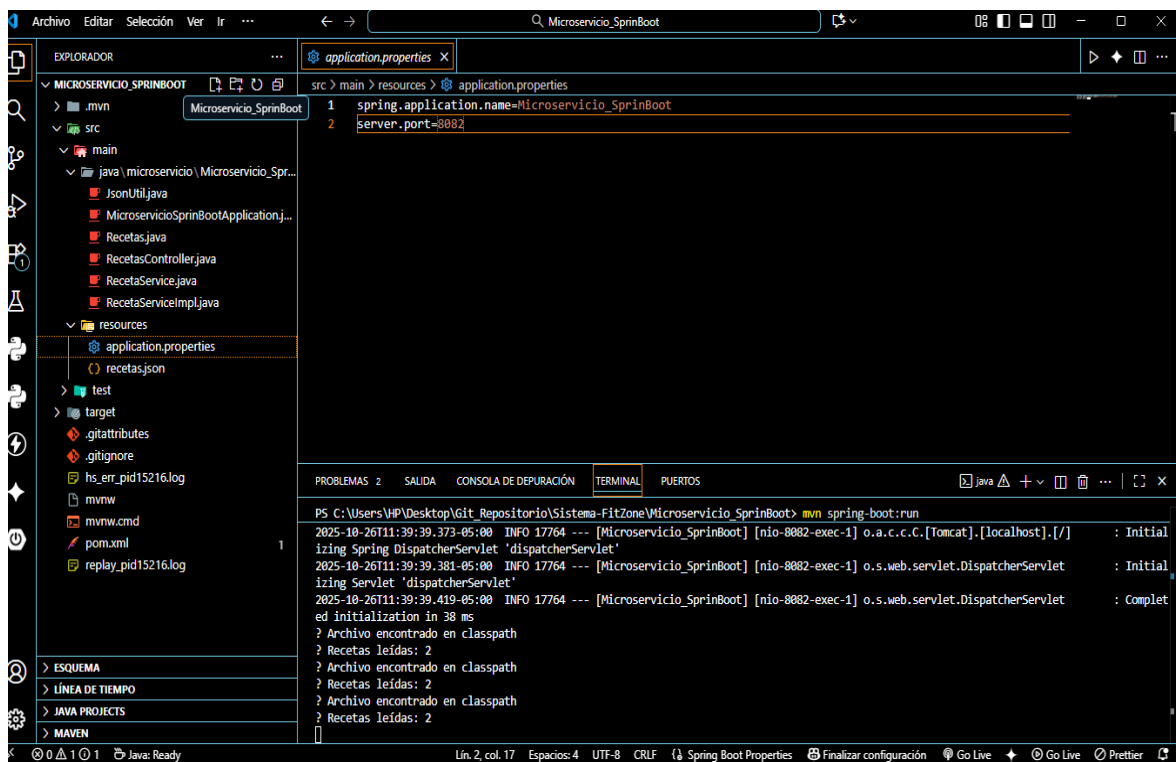 Archivo Editar Selección Ver Ir ···
Microservicio_SprinBoot
EXPLORADOR ···
MICROSERVICIO_SPRINBOOT
.mvn
Microservicio_SprinBoot
src
main
java\microservicio\Microservicio_Spr...
JsonUtil.java
MicroservicioSprinBootApplication.j...
Recetas.java
RecetasController.java
RecetaService.java
RecetaServiceImpl.java
resources
application.properties
recetas.json
test
target
.gitattributes
.gitignore
hs_err_pid15216.log
mvnw
mvnw.cmd
pom.xml 1
replay_pid15216.log
ESQUEMA
LÍNEA DE TIEMPO
JAVA PROJECTS
MAVEN
1
application.properties
src > main > resources > application.properties
1 spring.application.name=Microservicio_SprinBoot
2 server.port=8082
PROBLEMAS 2 SALIDA CONSOLA DE DEPURACIÓN TERMINAL PUERTOS
java
PS C:\Users\HP\Desktop\Git_Repositorio\Sistema-FitZone\Microservicio_SprinBoot> mvn spring-boot:run
2025-10-26T11:39:39.373-05:00 INFO 17764 --- [Microservicio_SprinBoot] [nio-8082-exec-1] o.a.c.c.C.[Tomcat].[localhost].[/] : Initial
izing Spring DispatcherServlet 'dispatcherServlet'
2025-10-26T11:39:39.381-05:00 INFO 17764 --- [Microservicio_SprinBoot] [nio-8082-exec-1] o.s.web.servlet.DispatcherServlet : Initial
izing Servlet 'dispatcherServlet'
2025-10-26T11:39:39.419-05:00 INFO 17764 --- [Microservicio_SprinBoot] [nio-8082-exec-1] o.s.web.servlet.DispatcherServlet : Complet
ed initialization in 38 ms
? Archivo encontrado en classpath
? Recetas leídas: 2
? Archivo encontrado en classpath
? Recetas leídas: 2
? Archivo encontrado en classpath
? Recetas leídas: 2
0 1 1 Java: Ready
Lín. 2, col. 17 Espacios: 4 UTF-8 CRLF Spring Boot Properties Finalizar configuración Go Live Go Live Prettier